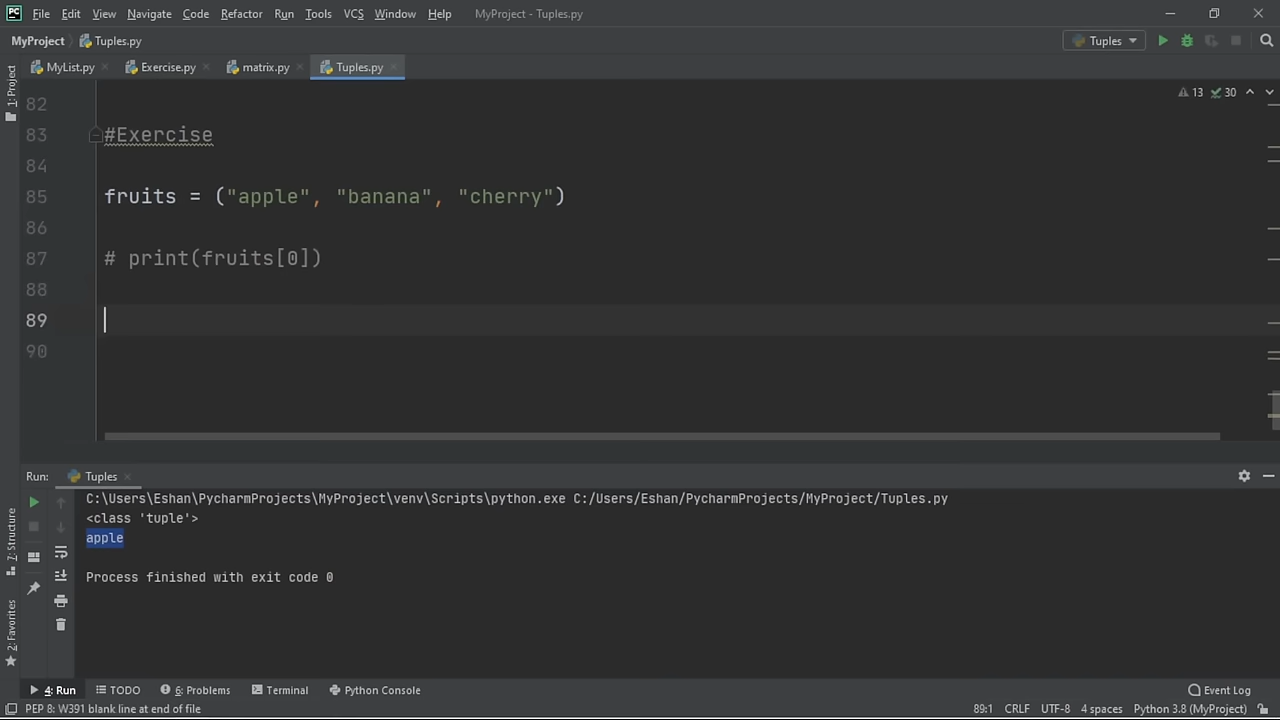 PC File Edit View Navigate Code Refactor Run Tools VCS Window Help MyProject - Tuples.py
MyProject Tuples.py Tuples
1: Project MyList.py Exercise.py matrix.py Tuples.py
82 13 30
83 #Exercise
84
85 fruits = ("apple", "banana", "cherry")
86
87 # print(fruits[0])
88
89
90
Run: Tuples
C:\Users\Eshan\PycharmProjects\MyProject\venv\Scripts\python.exe C:/Users/Eshan/PycharmProjects/MyProject/Tuples.py
<class 'tuple'>
apple
Process finished with exit code 0
7: Structure
2: Favorites
4: Run TODO 6: Problems Terminal Python Console Event Log
PEP 8: W391 blank line at end of file 89:1 CRLF UTF-8 4 spaces Python 3.8 (MyProject)